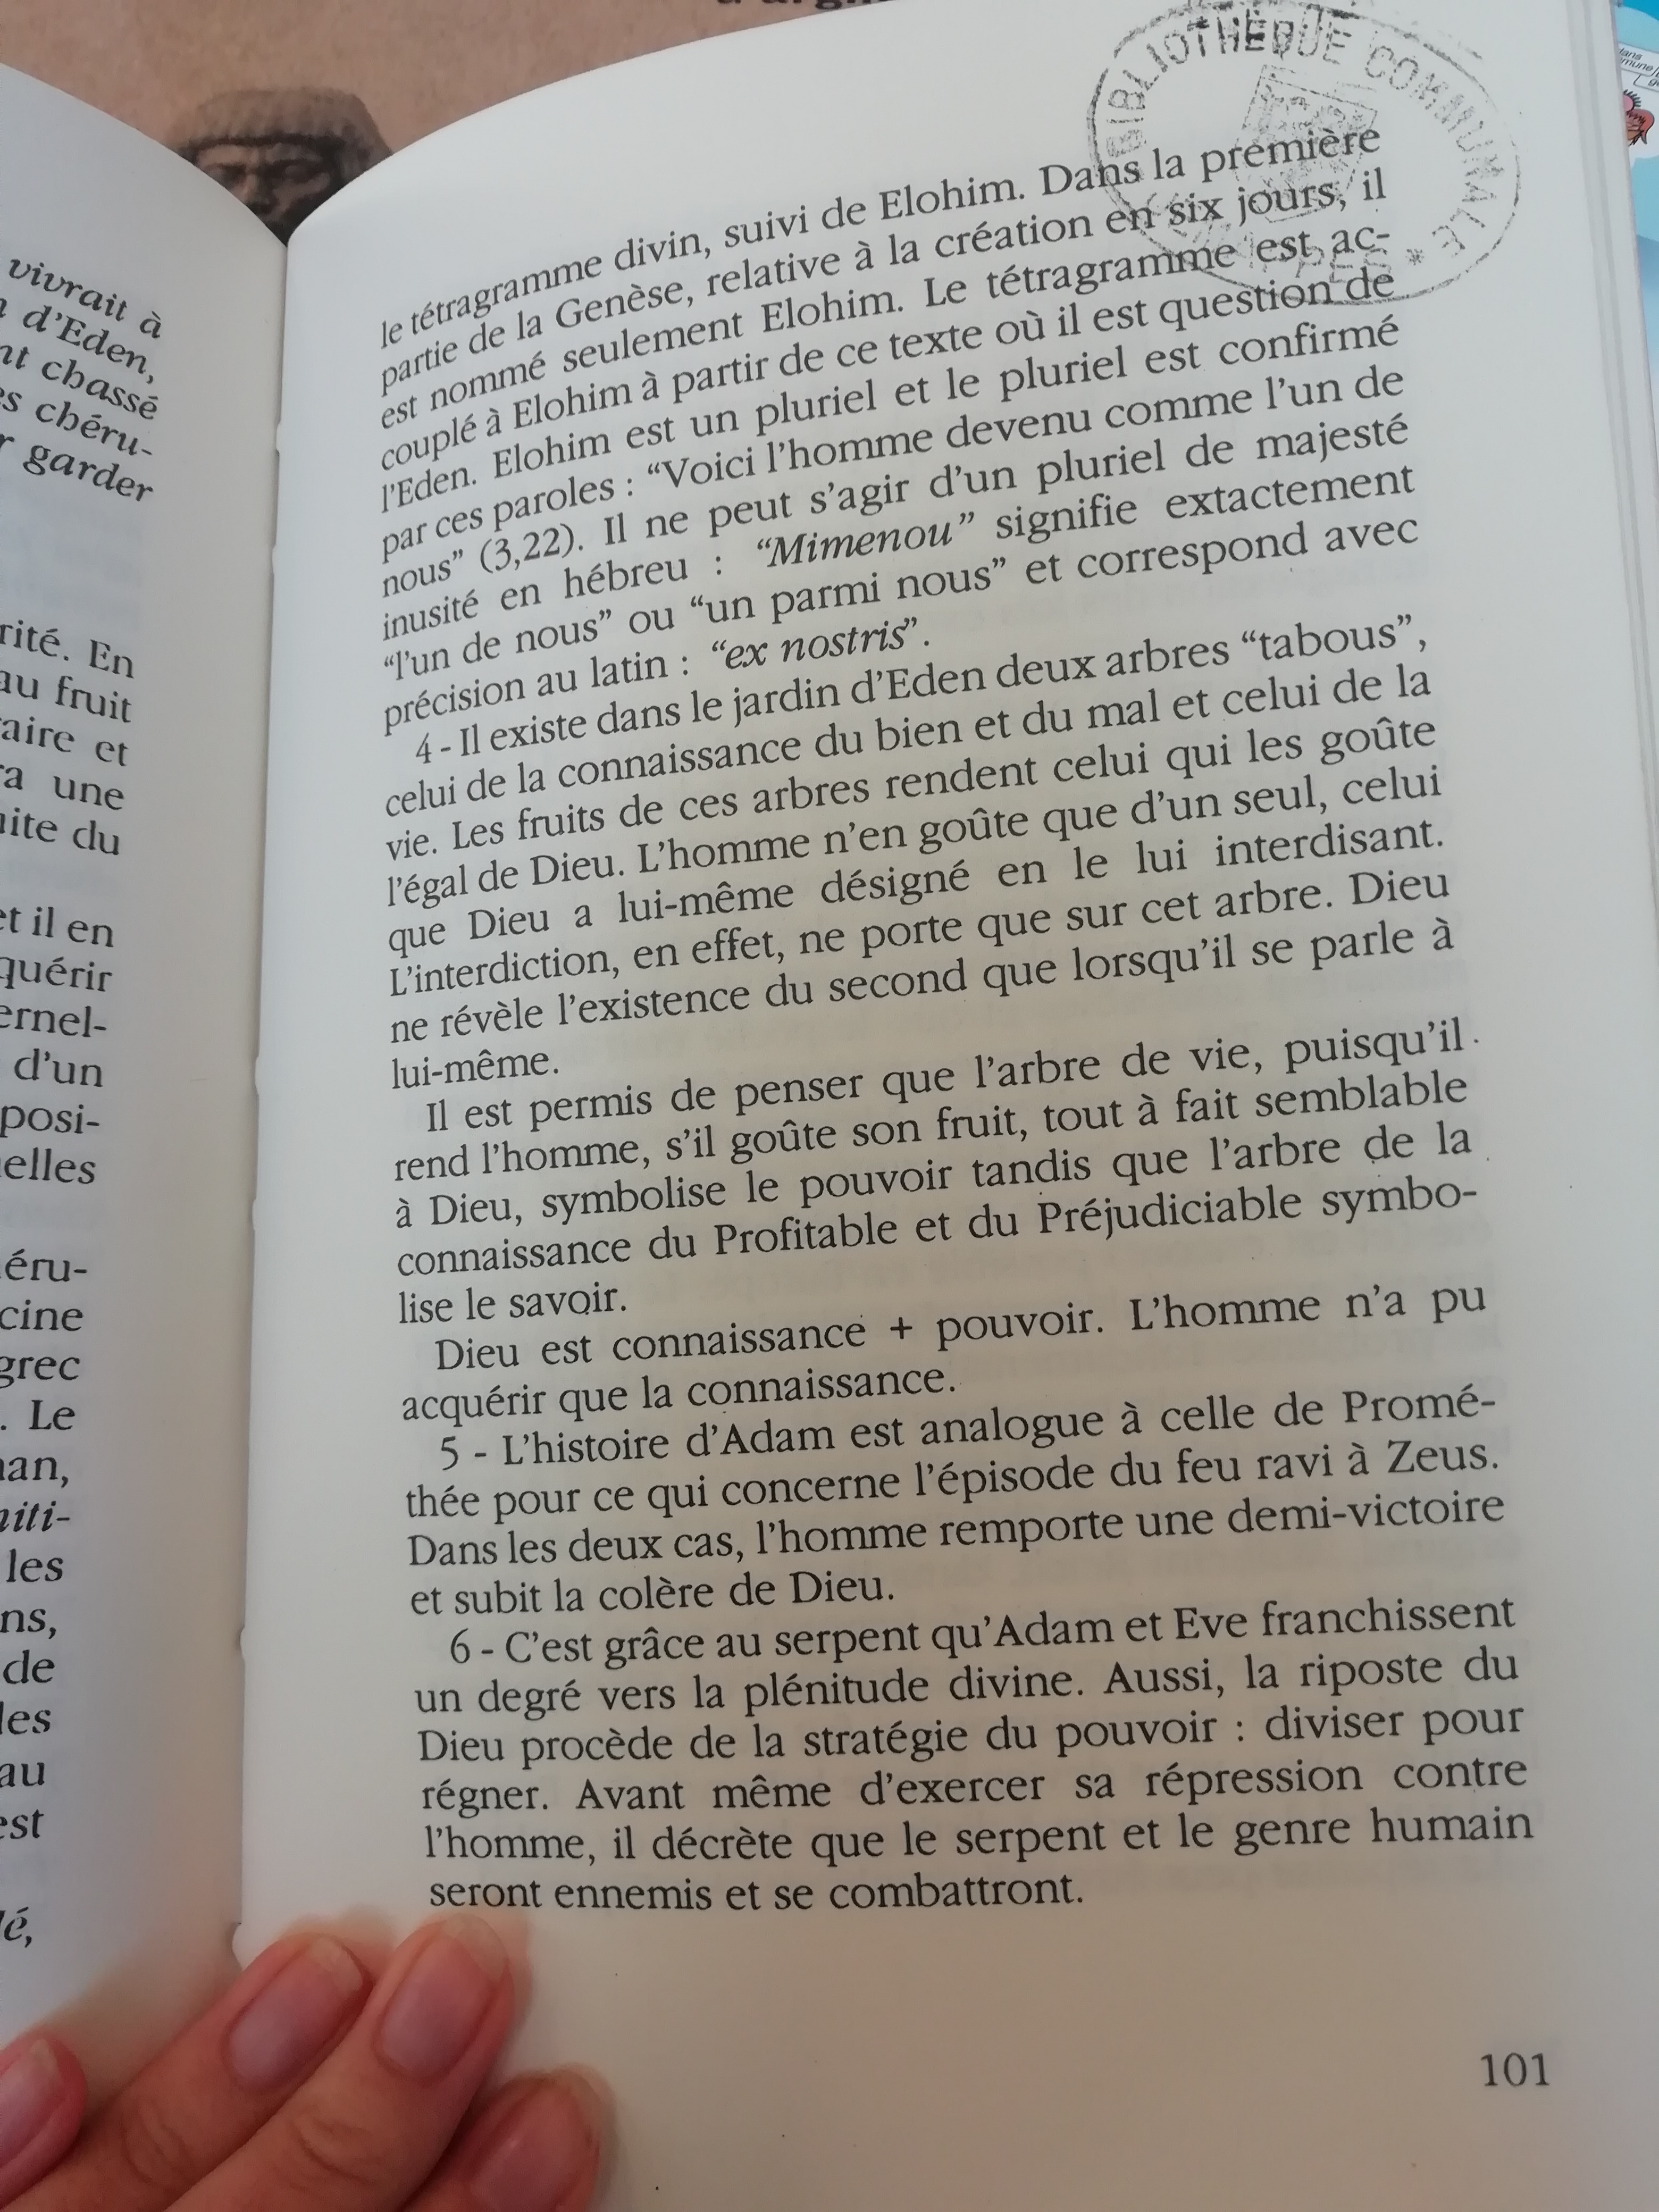 vivrait à
d'Eden,
nt chassé
es chéru-
r garder
rité. En
au fruit
aire et
ra une
uite du
et il en
quérir
ernel-
d'un
posi-
elles
éru-
cine
grec
. Le
nan,
niti-
les
ns,
de
les
au
est
lé,
BIBLIOTHÈQUE COMMUNALE *
le tétragramme divin, suivi de Elohim. Dans la première
partie de la Genèse, relative à la création en six jours, il
est nommé seulement Elohim. Le tétragramme est ac-
couplé à Elohim à partir de ce texte où il est question de
l'Eden. Elohim est un pluriel et le pluriel est confirmé
par ces paroles : “Voici l'homme devenu comme l'un de
nous” (3,22). Il ne peut s'agir d'un pluriel de majesté
inusité en hébreu : “Mimenou” signifie extactement
“l'un de nous” ou “un parmi nous” et correspond avec
précision au latin : “ex nostris”.
4 - Il existe dans le jardin d'Eden deux arbres “tabous”,
celui de la connaissance du bien et du mal et celui de la
vie. Les fruits de ces arbres rendent celui qui les goûte
l'égal de Dieu. L'homme n'en goûte que d'un seul, celui
que Dieu a lui-même désigné en le lui interdisant.
L'interdiction, en effet, ne porte que sur cet arbre. Dieu
ne révèle l'existence du second que lorsqu'il se parle à
lui-même.
Il est permis de penser que l'arbre de vie, puisqu'il
rend l'homme, s'il goûte son fruit, tout à fait semblable
à Dieu, symbolise le pouvoir tandis que l'arbre de la
connaissance du Profitable et du Préjudiciable symbo-
lise le savoir.
Dieu est connaissance + pouvoir. L'homme n'a pu
acquérir que la connaissance.
5 - L'histoire d'Adam est analogue à celle de Promé-
thée pour ce qui concerne l'épisode du feu ravi à Zeus.
Dans les deux cas, l'homme remporte une demi-victoire
et subit la colère de Dieu.
6 - C'est grâce au serpent qu'Adam et Eve franchissent
un degré vers la plénitude divine. Aussi, la riposte du
Dieu procède de la stratégie du pouvoir : diviser pour
régner. Avant même d'exercer sa répression contre
l'homme, il décrète que le serpent et le genre humain
seront ennemis et se combattront.
101